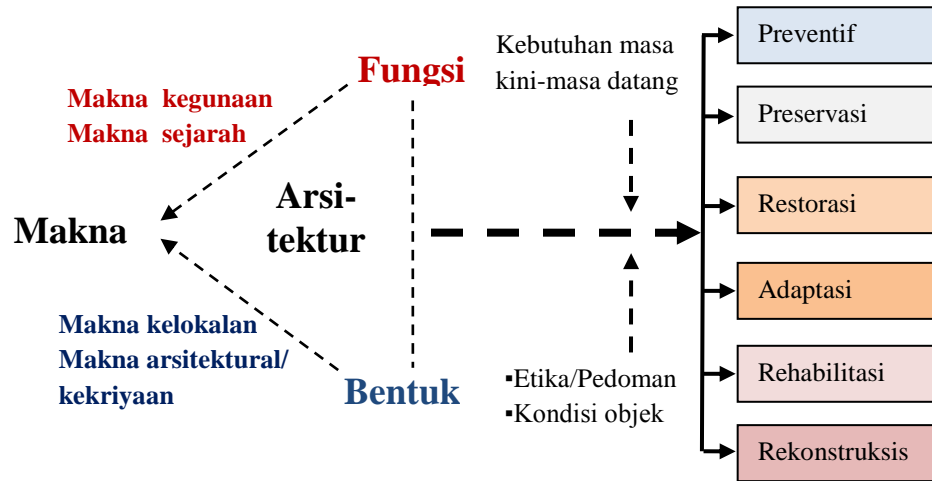 Fungsi
Makna kegunaan
Makna sejarah
Makna
Arsi-
tektur
Makna kelokalan
Makna arsitektural/
kekriyaan
Bentuk
Kebutuhan masa
kini-masa datang
▪Etika/Pedoman
▪Kondisi objek
Preventif
Preservasi
Restorasi
Adaptasi
Rehabilitasi
Rekonstruksis